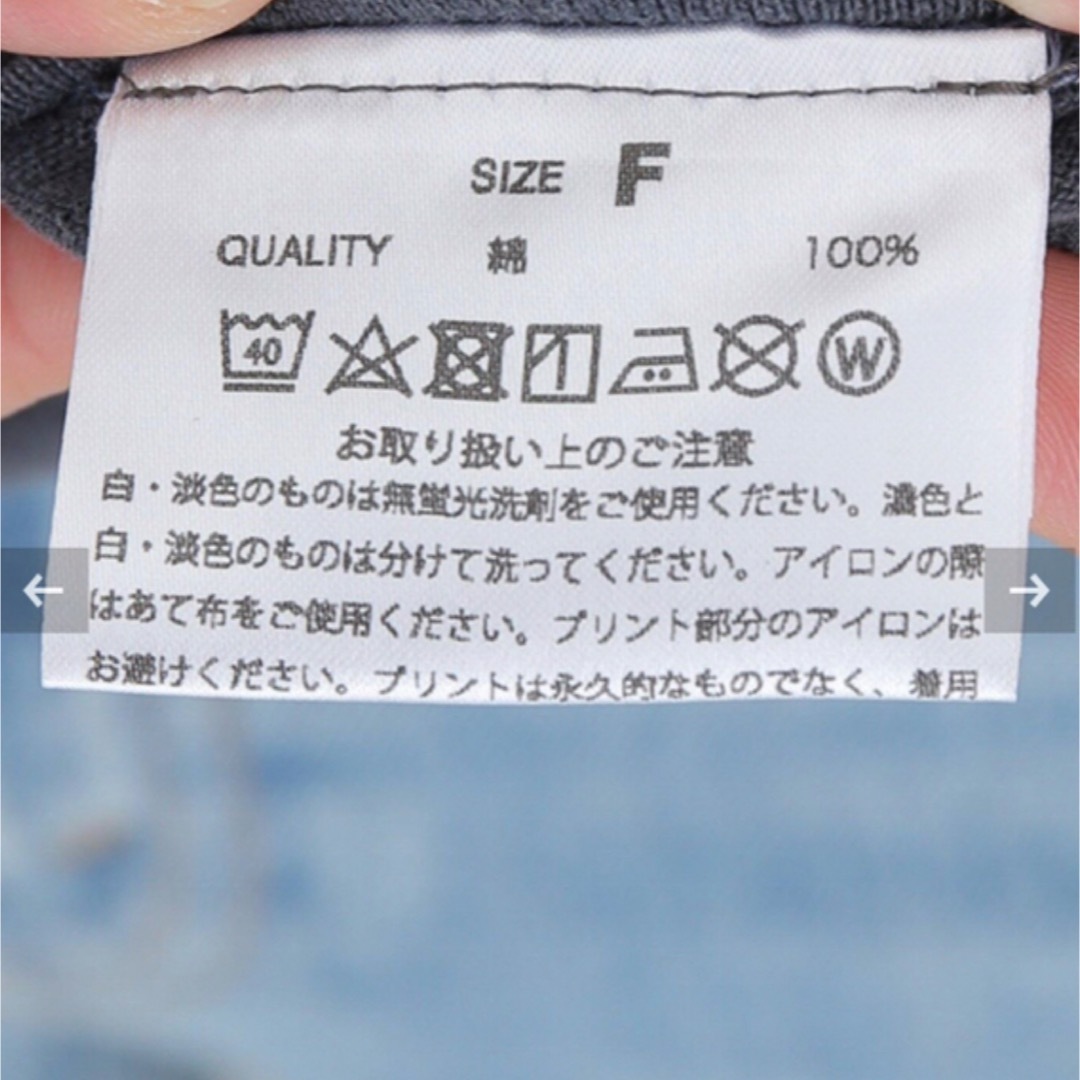 SIZE F
QUALITY 綿 100%
40 W
お取り扱い上のご注意
白・淡色のものは無蛍光洗剤をご使用ください。濃色と
白・淡色のものは分けて洗ってください。アイロンの際
はあて布をご使用ください。プリント部分のアイロンは
お避けください。プリントは永久的なものでなく、着用